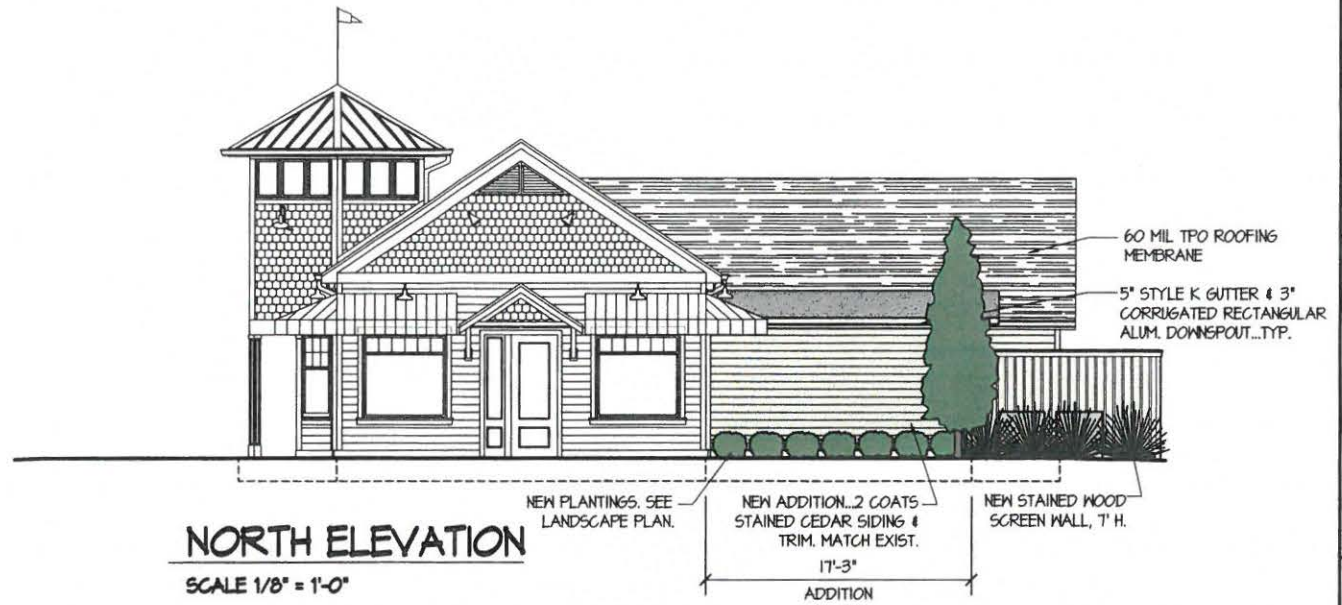 60 MIL TPO ROOFING
MEMBRANE
5" STYLE K GUTTER & 3"
CORRUGATED RECTANGULAR
ALUM. DOWNSPOUT...TYP.
NEW PLANTINGS. SEE
LANDSCAPE PLAN.
NEW ADDITION...2 COATS
STAINED CEDAR SIDING &
TRIM. MATCH EXIST.
NEW STAINED WOOD
SCREEN WALL, 7' H.
17'-3"
ADDITION
NORTH ELEVATION
SCALE 1/8" = 1'-0"